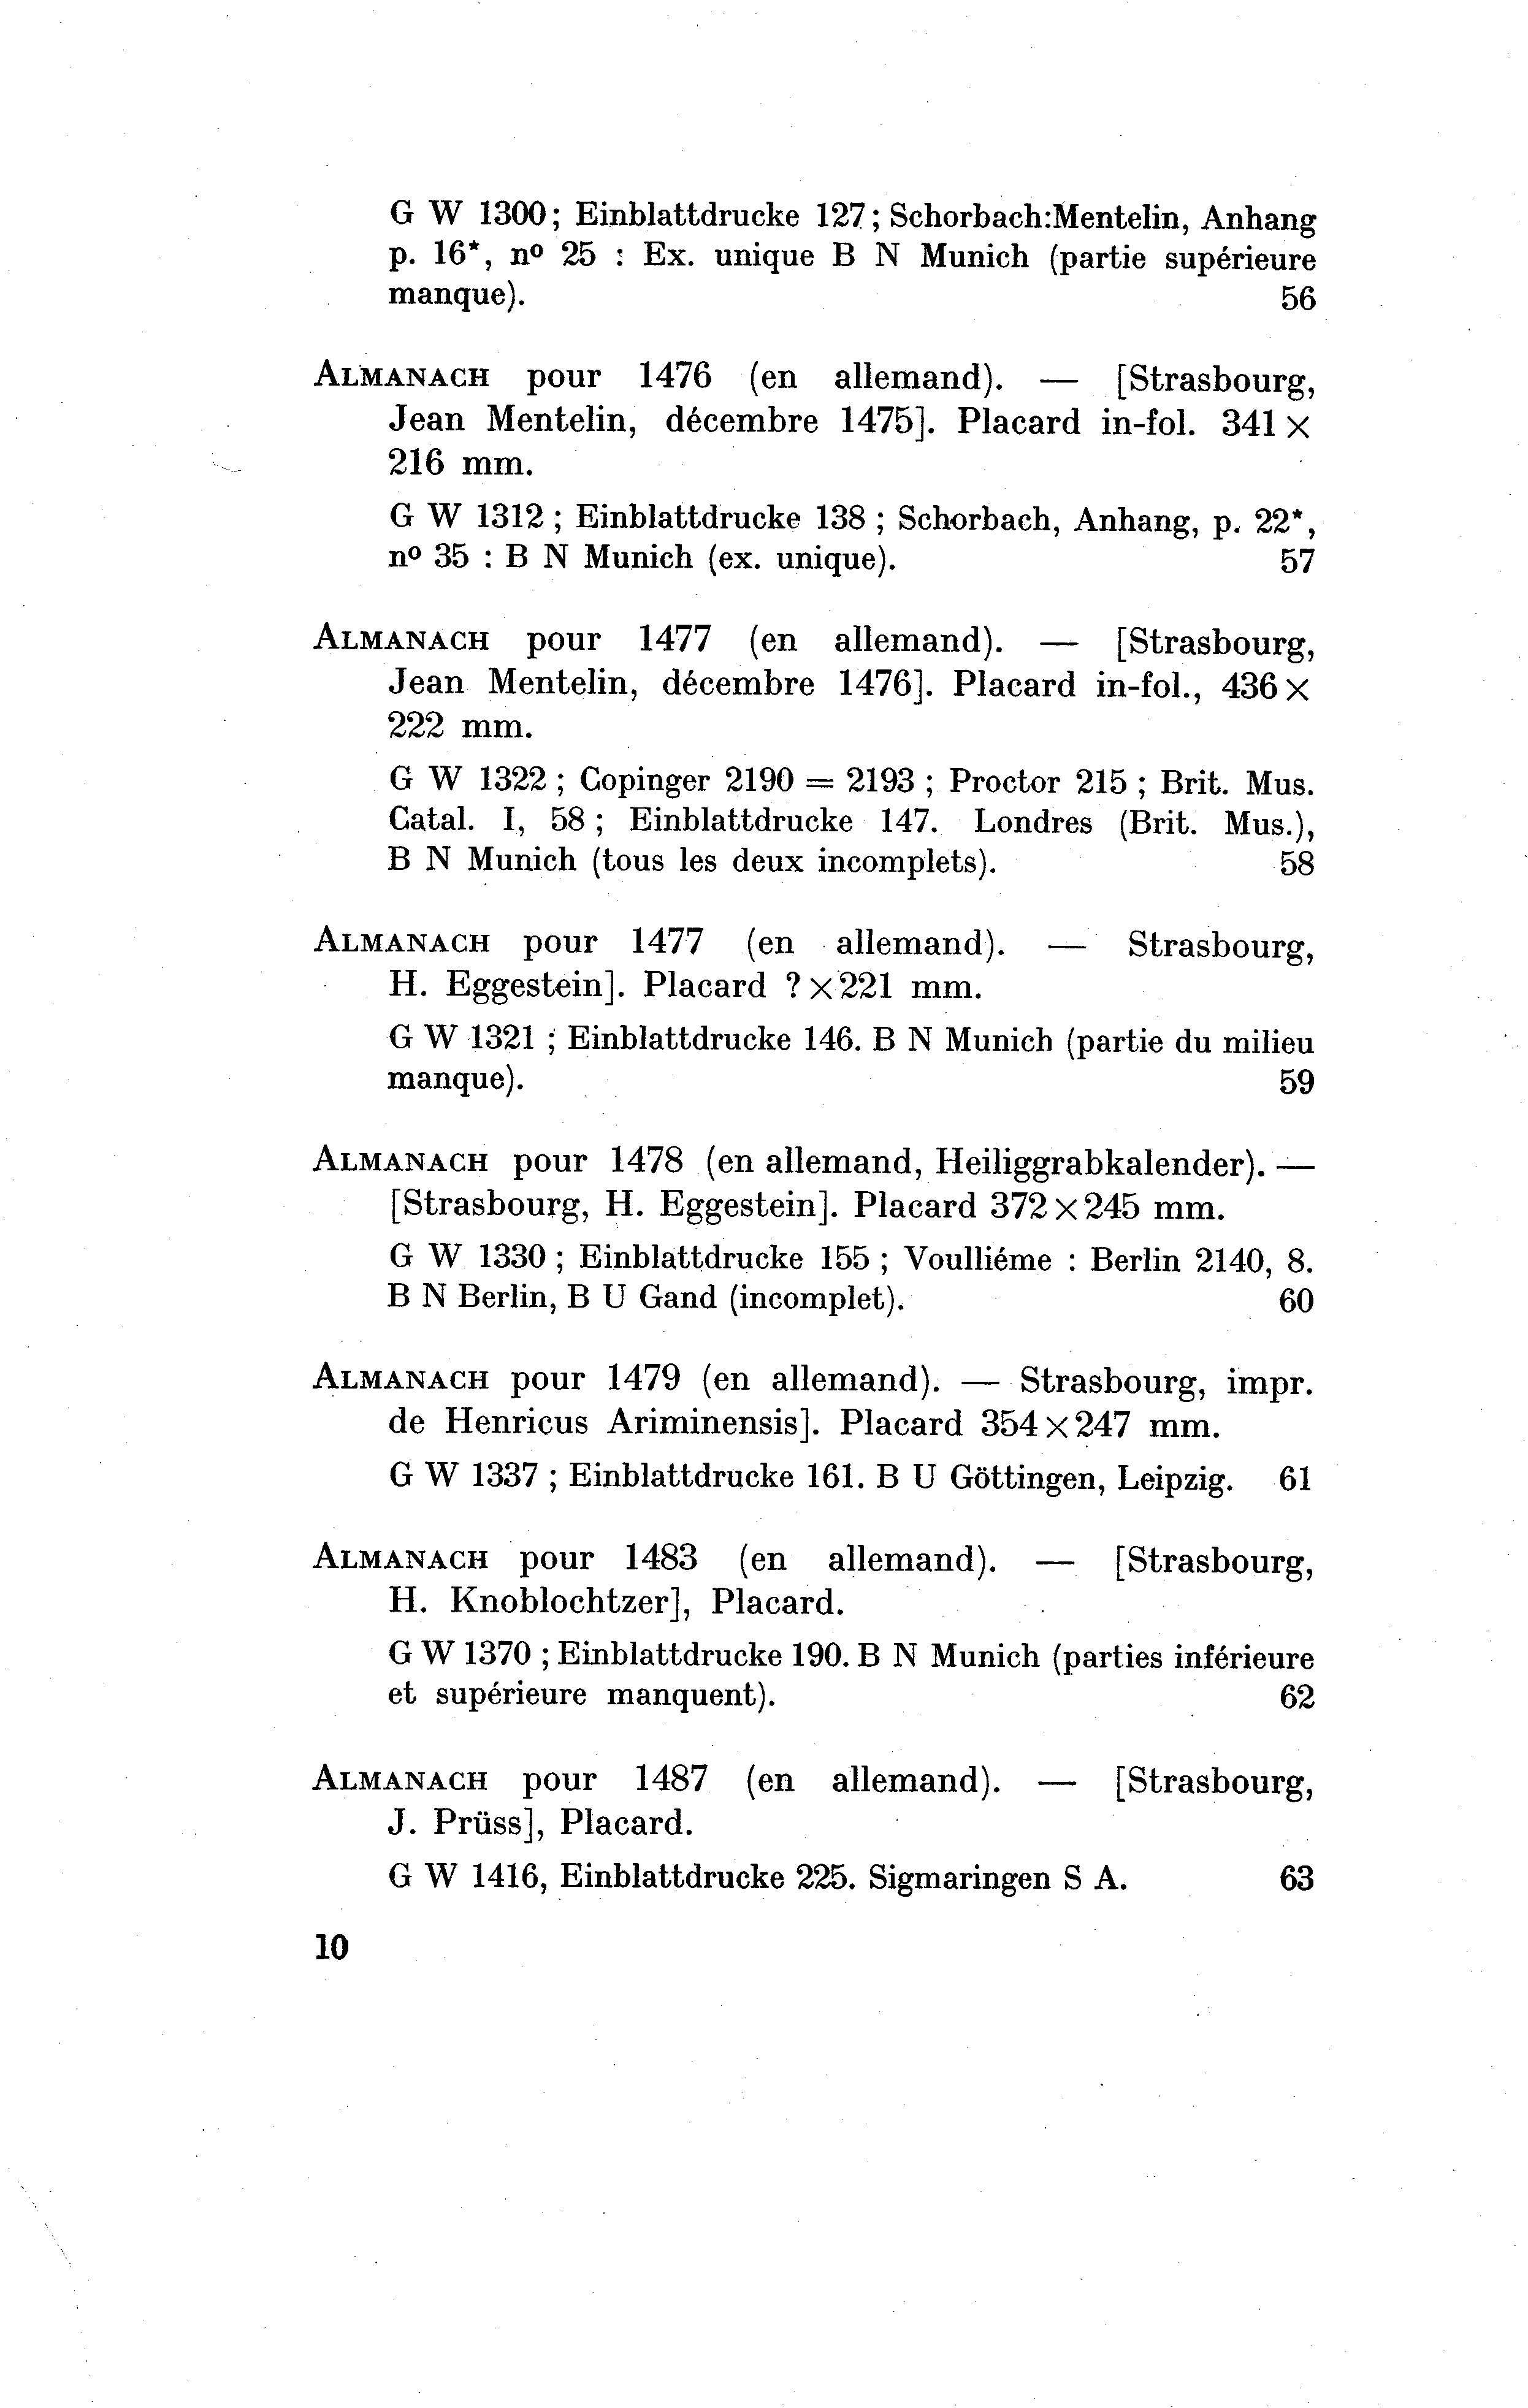 G W 1300; Einblattdrucke 127; Schorbach:Mentelin, Anhang
p. 16*, nº 25 : Ex. unique B N Munich (partie supérieure
manque). 56
ALMANACH pour 1476 (en allemand). — [Strasbourg,
Jean Mentelin, décembre 1475]. Placard in-fol. 341 ×
216 mm.
G W 1312 ; Einblattdrucke 138 ; Schorbach, Anhang, p. 22*,
nº 35 : B N Munich (ex. unique). 57
ALMANACH pour 1477 (en allemand). — [Strasbourg,
Jean Mentelin, décembre 1476]. Placard in-fol., 436 ×
222 mm.
G W 1322 ; Copinger 2190 = 2193 ; Proctor 215 ; Brit. Mus.
Catal. I, 58 ; Einblattdrucke 147. Londres (Brit. Mus.),
B N Munich (tous les deux incomplets). 58
ALMANACH pour 1477 (en allemand). — Strasbourg,
H. Eggestein]. Placard ? × 221 mm.
G W 1321 ; Einblattdrucke 146. B N Munich (partie du milieu
manque). 59
ALMANACH pour 1478 (en allemand, Heiliggrabkalender). —
[Strasbourg, H. Eggestein]. Placard 372 × 245 mm.
G W 1330 ; Einblattdrucke 155 ; Voulliéme : Berlin 2140, 8.
B N Berlin, B U Gand (incomplet). 60
ALMANACH pour 1479 (en allemand). — Strasbourg, impr.
de Henricus Ariminensis]. Placard 354 × 247 mm.
G W 1337 ; Einblattdrucke 161. B U Göttingen, Leipzig. 61
ALMANACH pour 1483 (en allemand). — [Strasbourg,
H. Knoblochtzer], Placard.
G W 1370 ; Einblattdrucke 190. B N Munich (parties inférieure
et supérieure manquent). 62
ALMANACH pour 1487 (en allemand). — [Strasbourg,
J. Prüss], Placard.
G W 1416, Einblattdrucke 225. Sigmaringen S A. 63
10